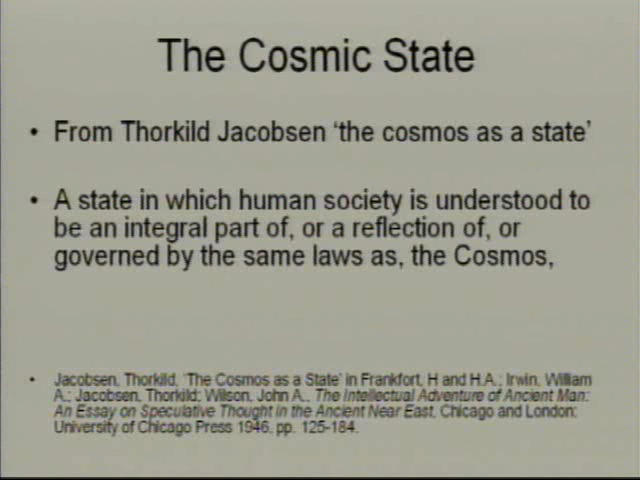 The Cosmic State
• From Thorkild Jacobsen ‘the cosmos as a state’
• A state in which human society is understood to
be an integral part of, or a reflection of, or
governed by the same laws as, the Cosmos,
• Jacobsen, Thorkild, ‘The Cosmos as a State’ in Frankfort, H and H.A.; Irwin, William
A.; Jacobsen, Thorkild; Wilson, John A., The Intellectual Adventure of Ancient Man:
An Essay on Speculative Thought in the Ancient Near East, Chicago and London:
University of Chicago Press 1946, pp. 125-184.